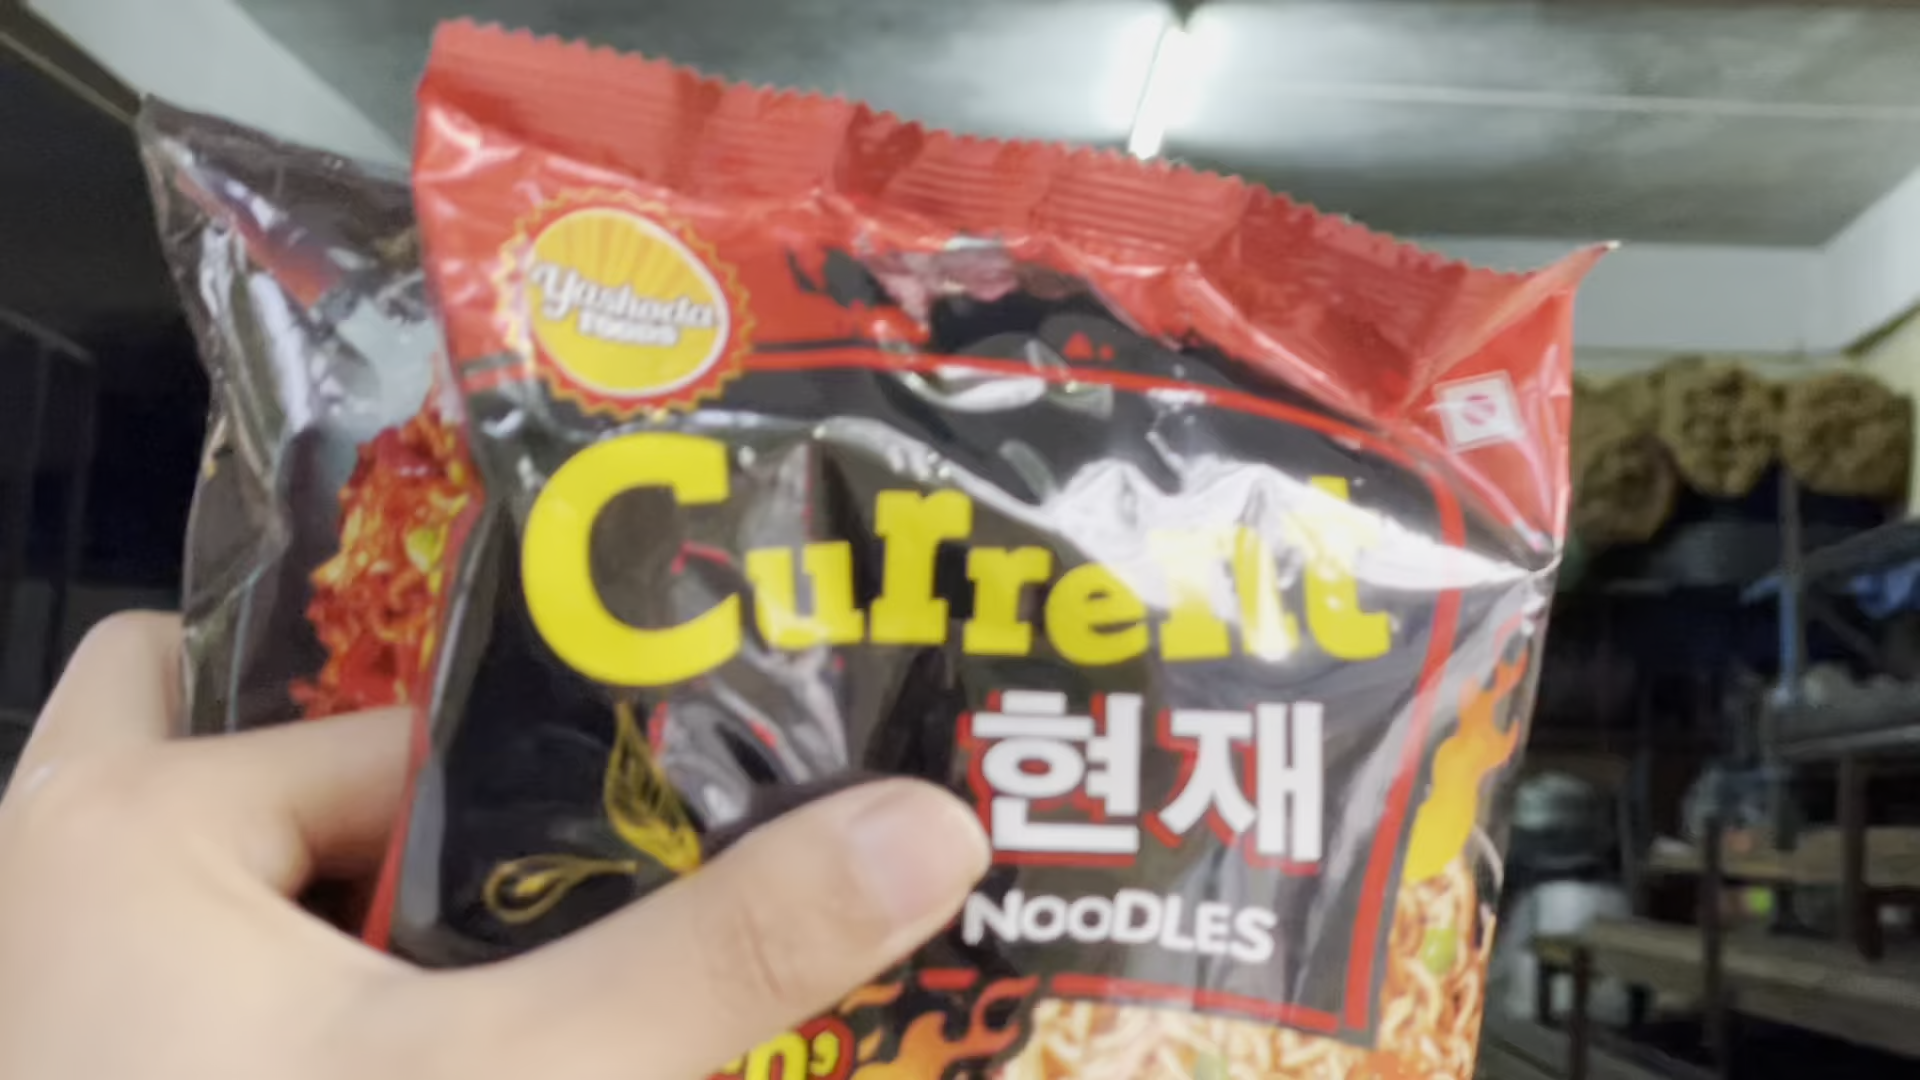 Yashoda
FOODS
Current
현재
NOODLES